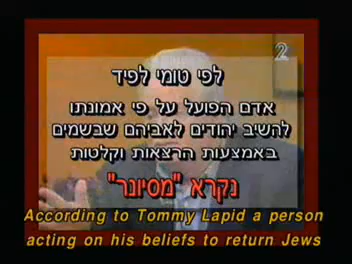 2
לפי טומי לפיד
אדם הפועל על פי אמונתו
להשיב יהודים לאביהם שבשמים
באמצעות הרצאות וקלטות
נקרא "מסיונר"
According to Tommy Lapid a person
acting on his beliefs to return Jews